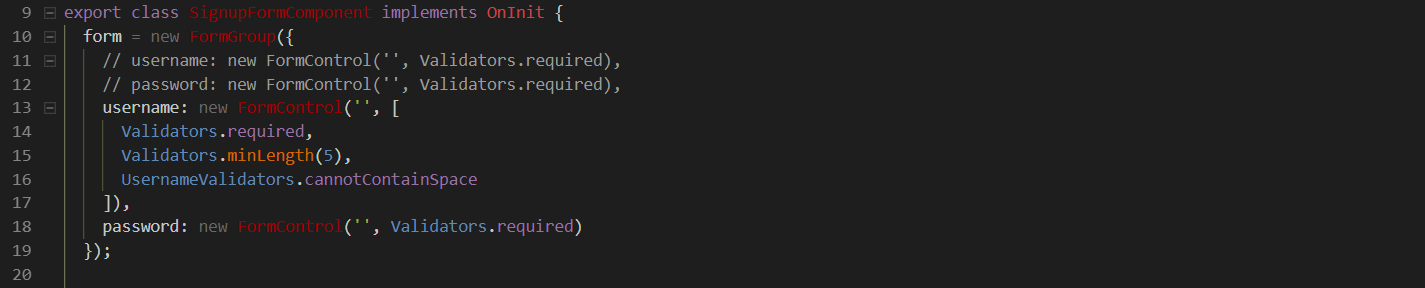 9 export class SignupFormComponent implements OnInit {
10 form = new FormGroup({
11 // username: new FormControl('', Validators.required),
12 // password: new FormControl('', Validators.required),
13 username: new FormControl('', [
14 Validators.required,
15 Validators.minLength(5),
16 UsernameValidators.cannotContainSpace
17 ]),
18 password: new FormControl('', Validators.required)
19 });
20